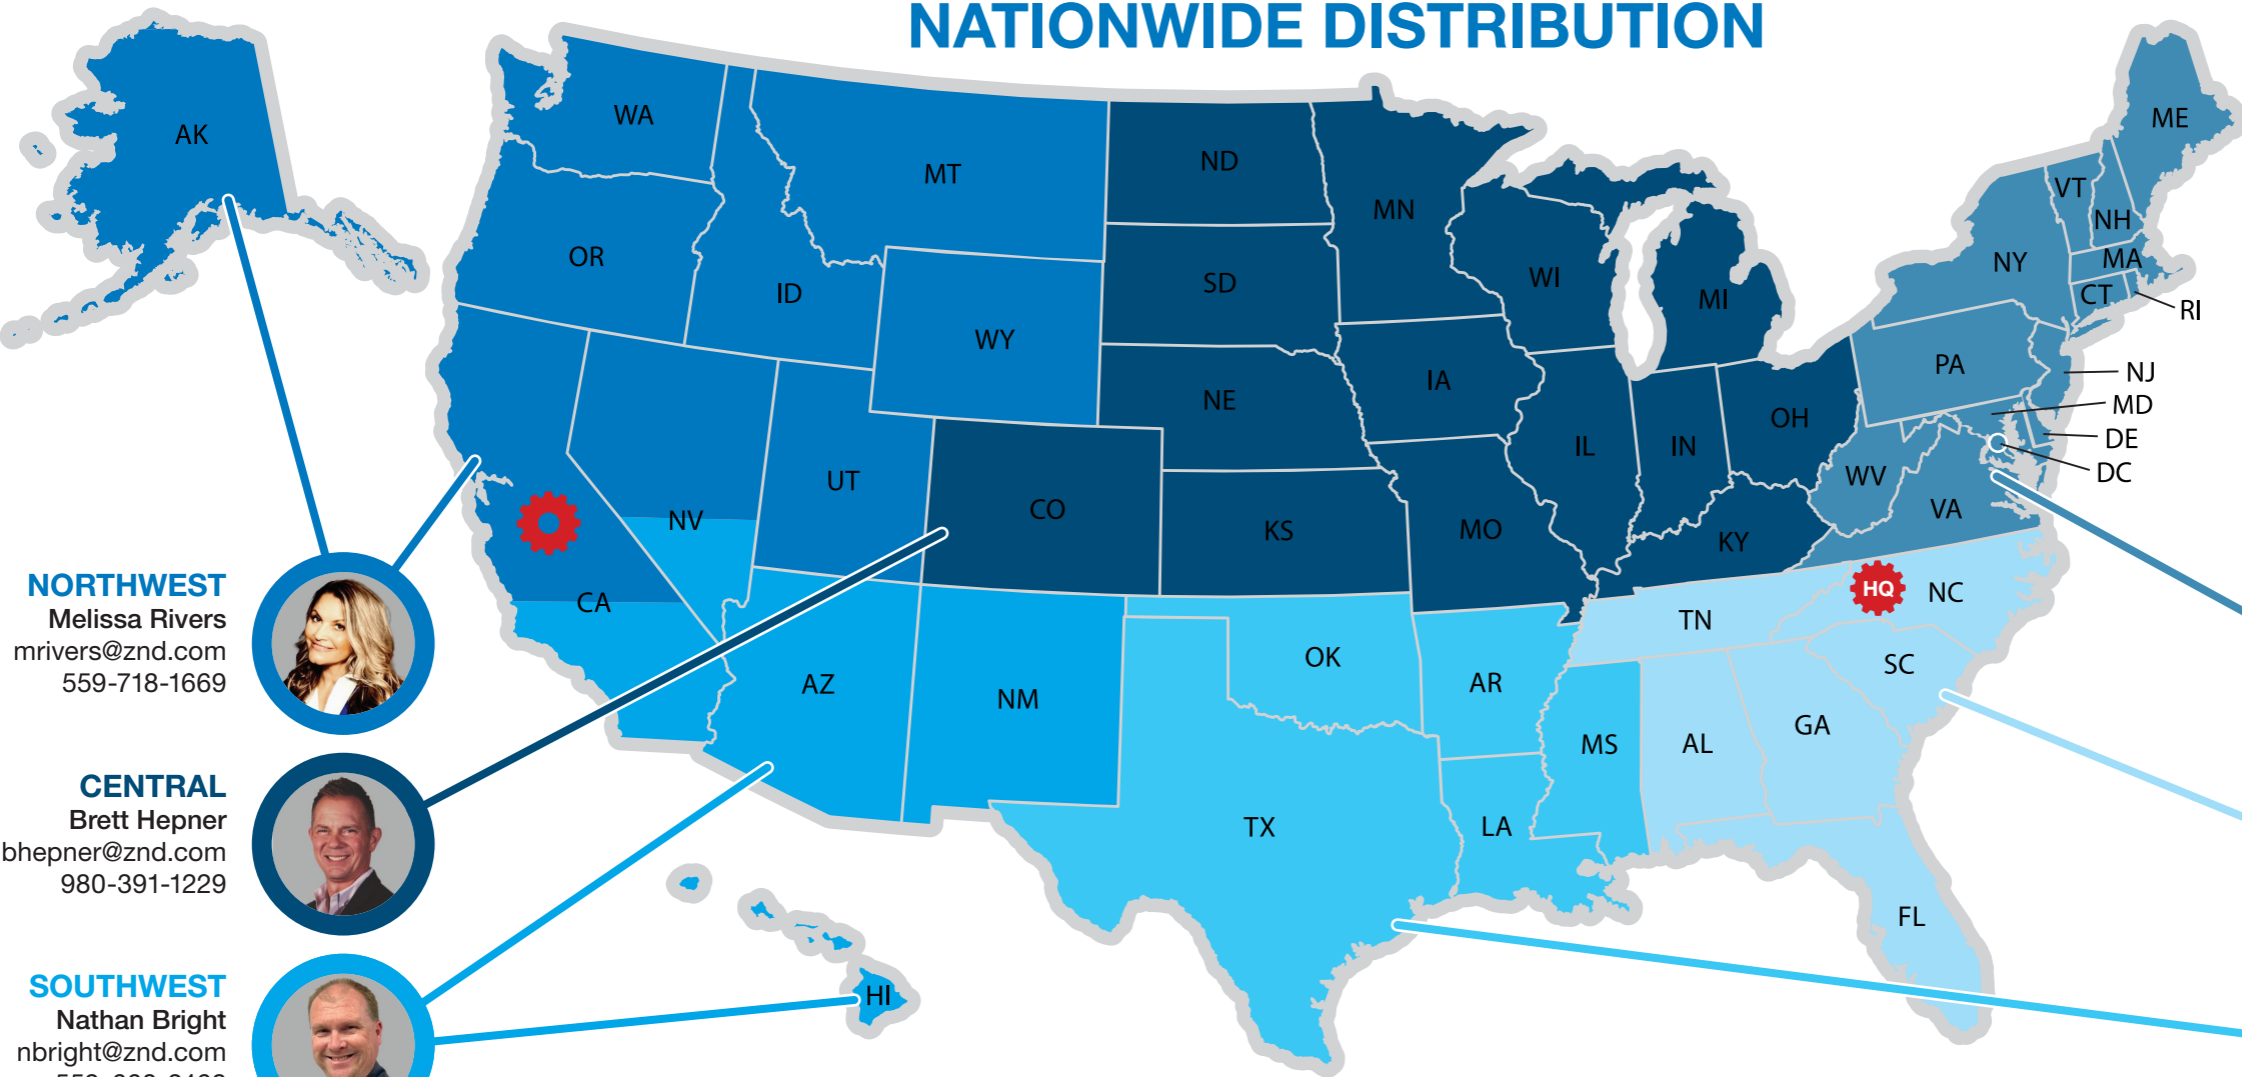 NATIONWIDE DISTRIBUTION
AK
WA
MT
ND
MN
ME
VT
NH
OR
ID
SD
WI
MI
NY
MA
CT
RI
WY
NE
IA
PA
NJ
MD
DE
DC
UT
NV
CO
KS
MO
IL
IN
OH
KY
WV
VA
CA
AZ
NM
OK
AR
TN
HQ
NC
SC
MS
AL
GA
TX
LA
FL
HI
NORTHWEST
Melissa Rivers
mrivers@znd.com
559-718-1669
CENTRAL
Brett Hepner
bhepner@znd.com
980-391-1229
SOUTHWEST
Nathan Bright
nbright@znd.com